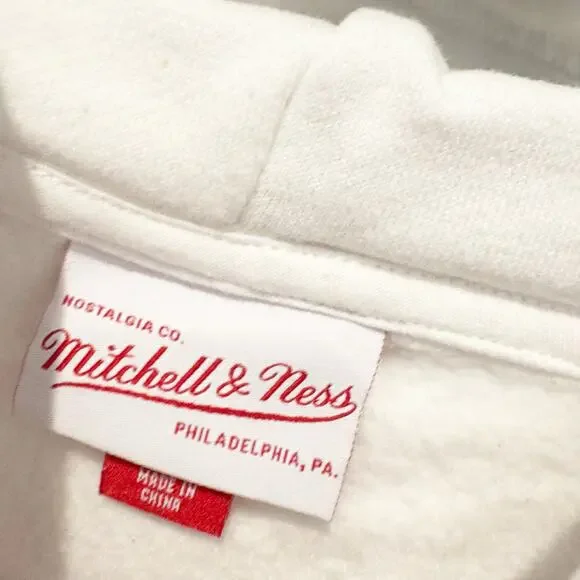 NOSTALGIA CO.
Mitchell & Ness
PHILADELPHIA, PA.
MADE IN
CHINA